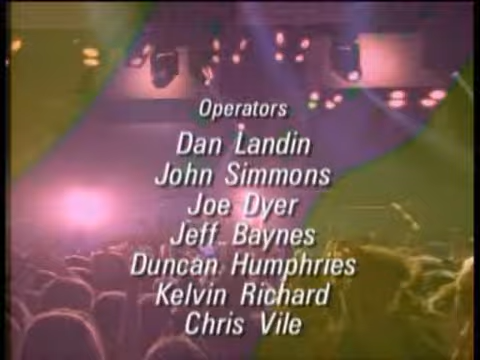 Operators
Dan Landin
John Simmons
Joe Dyer
Jeff Baynes
Duncan Humphries
Kelvin Richard
Chris Vile